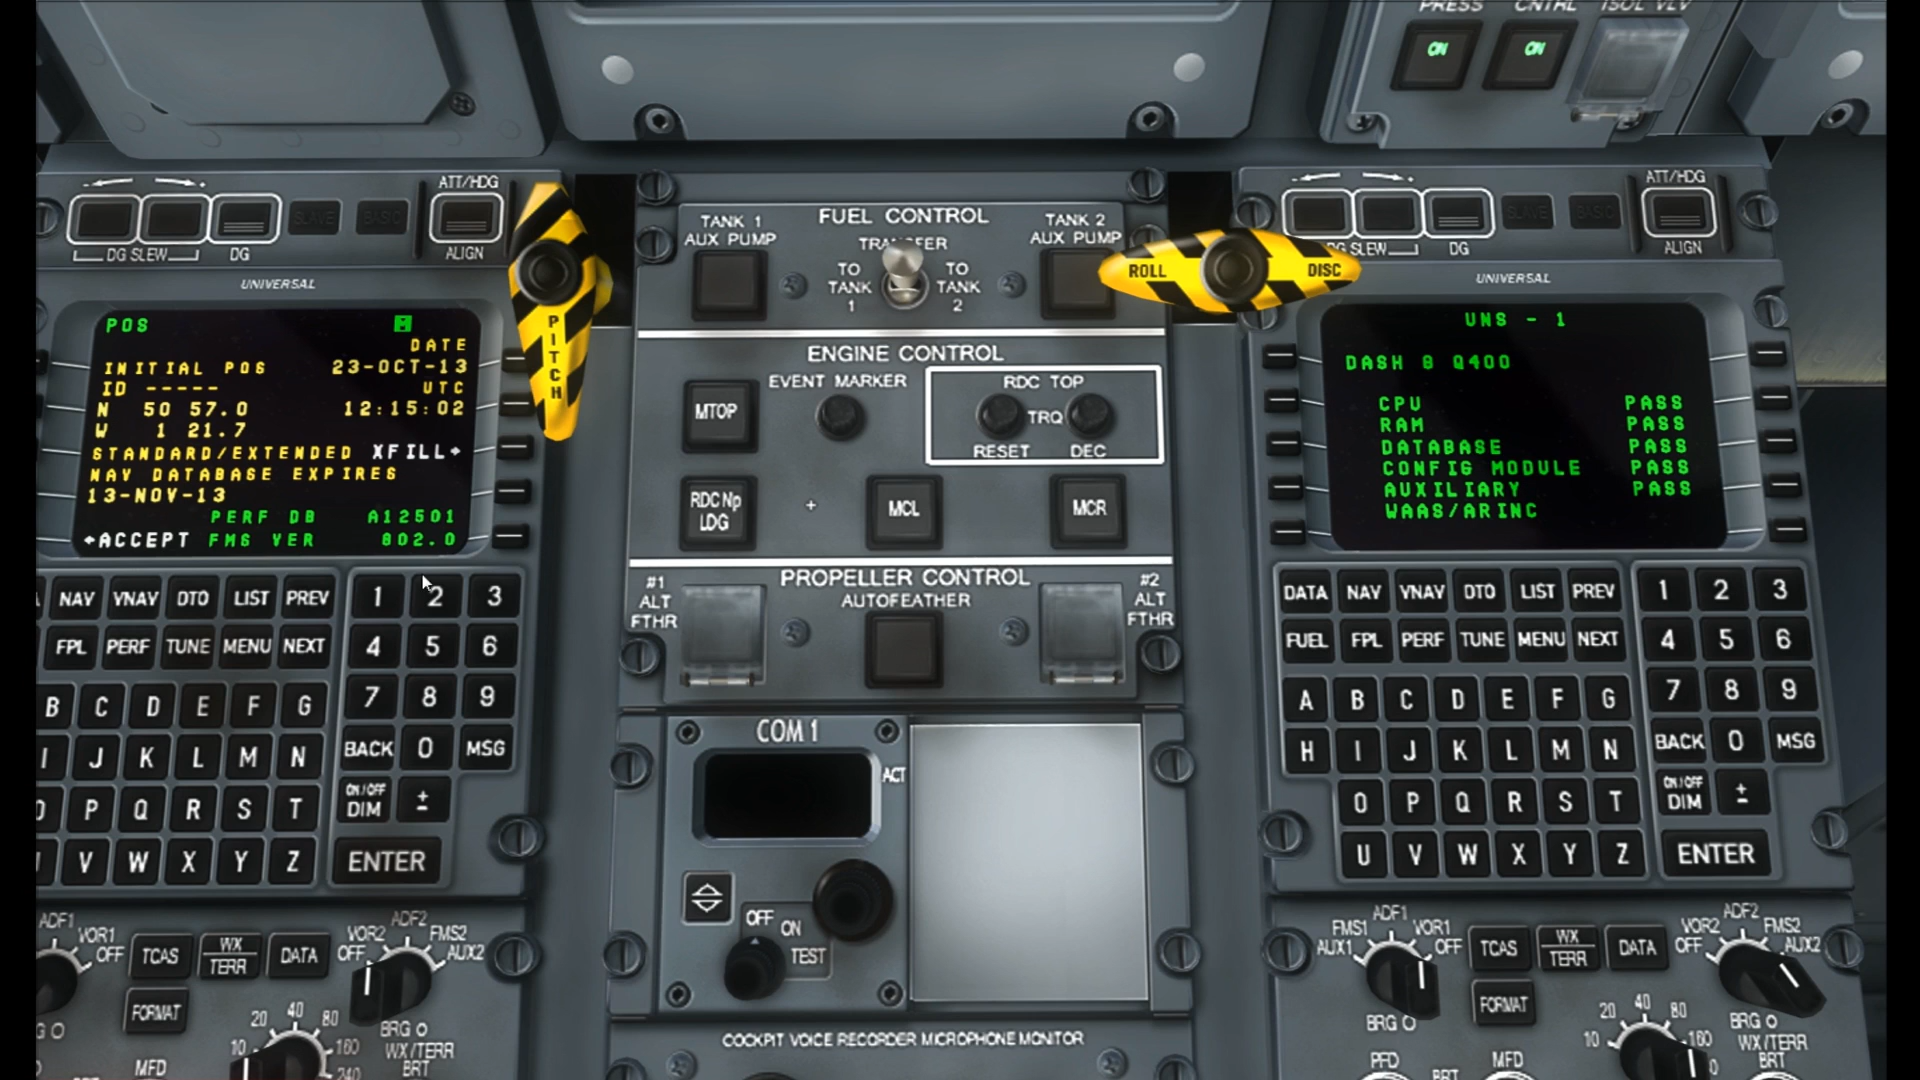 PRESS
CNTRL
ISOL VLV
ON
ON
- +
ATT/HDG
SLAVE
BASIC
DG SLEW
DG
ALIGN
UNIVERSAL
POS
M
DATE
INITIAL POS 23-OCT-13
ID ----- UTC
N 50 57.0 12:15:02
W 1 21.7
STANDARD/EXTENDED XFILL
NAV DATABASE EXPIRES
13-NOV-13
PERF DB A12501
ACCEPT FMS VER 802.0
PITCH
NAV VNAV DTO LIST PREV
FPL PERF TUNE MENU NEXT
B C D E F G
I J K L M N
O P Q R S T
V W X Y Z
1 2 3
4 5 6
7 8 9
BACK 0 MSG
ON/OFF
DIM ±
ENTER
ADF1
VOR1
OFF
TCAS
WX
TERR
DATA
FORMAT
VOR2
ADF2
FMS2
OFF
AUX2
BRG
WX/TERR
BRT
10 20 40 80 160 240
MFD
FUEL CONTROL
TANK 1
AUX PUMP
TRANSFER
TO
TANK
1
TO
TANK
2
TANK 2
AUX PUMP
ROLL DISC
ENGINE CONTROL
EVENT MARKER
MTOP
RDC TOP
TRQ
RESET DEC
RDC Np
LDG
+
MCL
MCR
PROPELLER CONTROL
AUTOFEATHER
#1
ALT
FTHR
#2
ALT
FTHR
COM 1
ACT
OFF
ON
TEST
COCKPIT VOICE RECORDER MICROPHONE MONITOR
- +
ATT/HDG
SLAVE
BASIC
DG SLEW
DG
ALIGN
UNIVERSAL
UNS - 1
DASH 8 Q400
CPU PASS
RAM PASS
DATABASE PASS
CONFIG MODULE PASS
AUXILIARY PASS
WAAS/ARINC
DATA NAV VNAV DTO LIST PREV
FUEL FPL PERF TUNE MENU NEXT
A B C D E F G
H I J K L M N
O P Q R S T
U V W X Y Z
1 2 3
4 5 6
7 8 9
BACK 0 MSG
ON/OFF
DIM ±
ENTER
FMS1
ADF1
VOR1
AUX1
OFF
TCAS
WX
TERR
DATA
FORMAT
VOR2
ADF2
FMS2
OFF
AUX2
BRG
PFD
BRT
MFD
10 20 40 80 160
BRG
WX/TERR
BRT